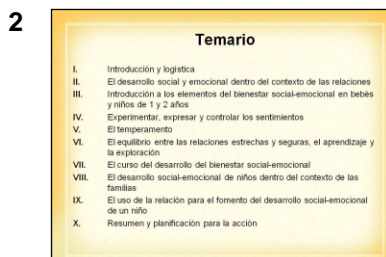 2
Temario
I. Introducción y logística
II. El desarrollo social y emocional dentro del contexto de las relaciones
III. Introducción a los elementos del bienestar social-emocional en bebés
y niños de 1 y 2 años
IV. Experimentar, expresar y controlar los sentimientos
V. El temperamento
VI. El equilibrio entre las relaciones estrechas y seguras, el aprendizaje y
la exploración
VII. El curso del desarrollo del bienestar social-emocional
VIII. El desarrollo social-emocional de niños dentro del contexto de las
familias
IX. El uso de la relación para el fomento del desarrollo social-emocional
de un niño
X. Resumen y planificación para la acción